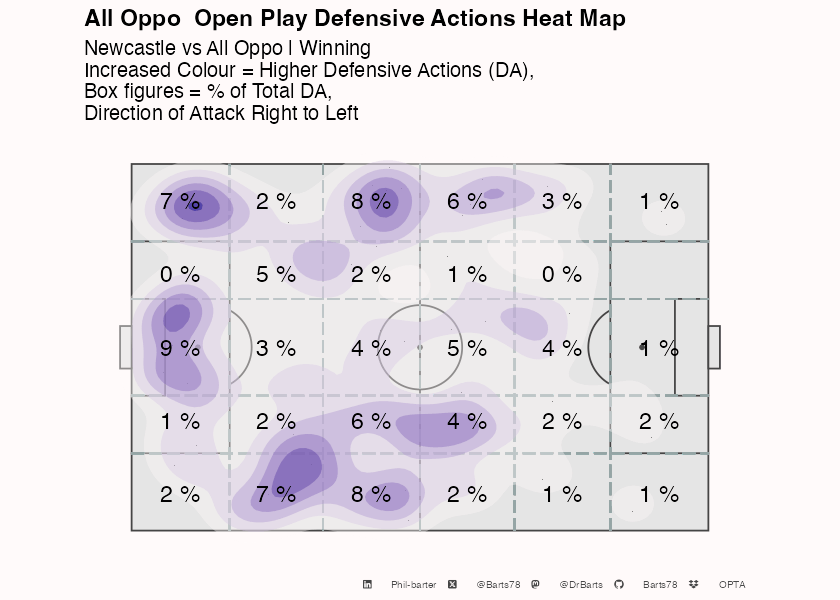 All Oppo  Open Play Defensive Actions Heat Map
Newcastle vs All Oppo | Winning
Increased Colour = Higher Defensive Actions (DA),
Box figures = % of Total DA,
Direction of Attack Right to Left
7 % 2 % 8 % 6 % 3 % 1 %
0 % 5 % 2 % 1 % 0 %
9 % 3 % 4 % 5 % 4 % 1 %
1 % 2 % 6 % 4 % 2 % 2 %
2 % 7 % 8 % 2 % 1 % 1 %
Phil-barter @Barts78 @DrBarts Barts78 OPTA